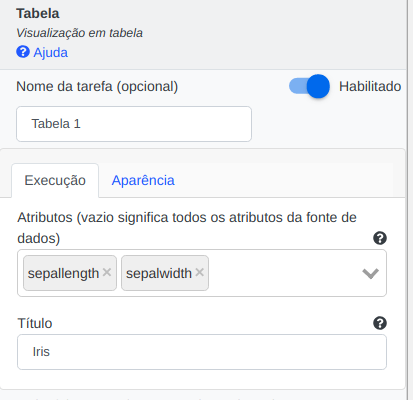 Tabela
Visualização em tabela
Ajuda
Nome da tarefa (opcional)
Habilitado
Tabela 1
Execução
Aparência
Atributos (vazio significa todos os atributos da fonte de
dados)
sepallength
sepalwidth
Título
Iris